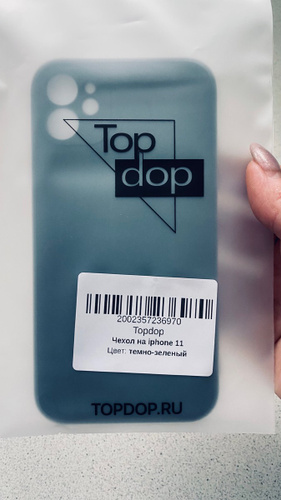 Top
dop
2002357236970
Topdop
Чехол на iphone 11
Цвет: темно-зеленый
TOPDOP.RU